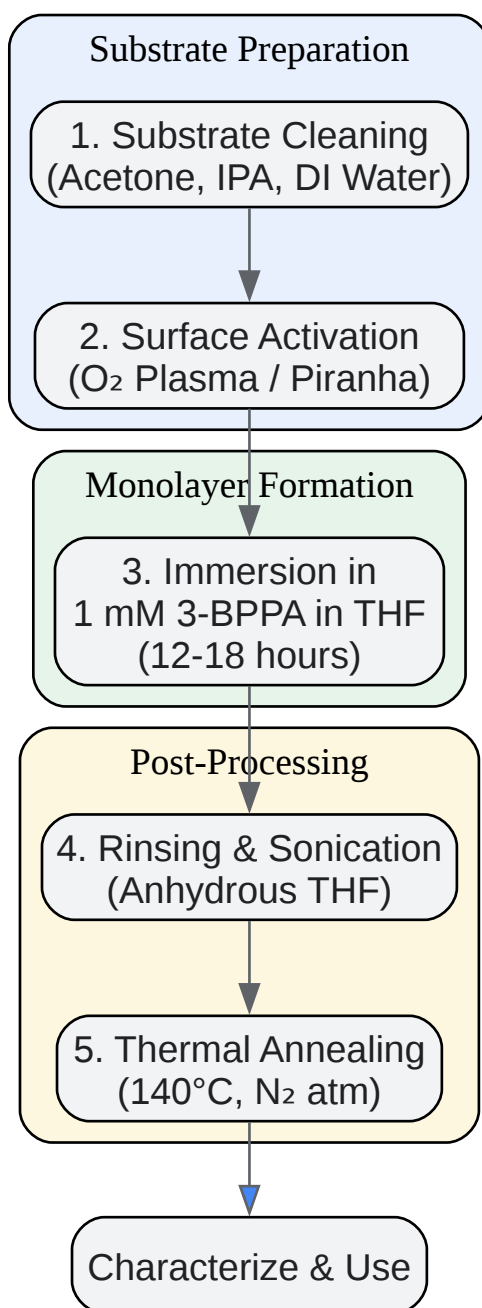 Substrate Preparation
1. Substrate Cleaning
(Acetone, IPA, DI Water)
2. Surface Activation
(O₂ Plasma / Piranha)
Monolayer Formation
3. Immersion in
1 mM 3-BPPA in THF
(12-18 hours)
Post-Processing
4. Rinsing & Sonication
(Anhydrous THF)
5. Thermal Annealing
(140°C, N₂ atm)
Characterize & Use